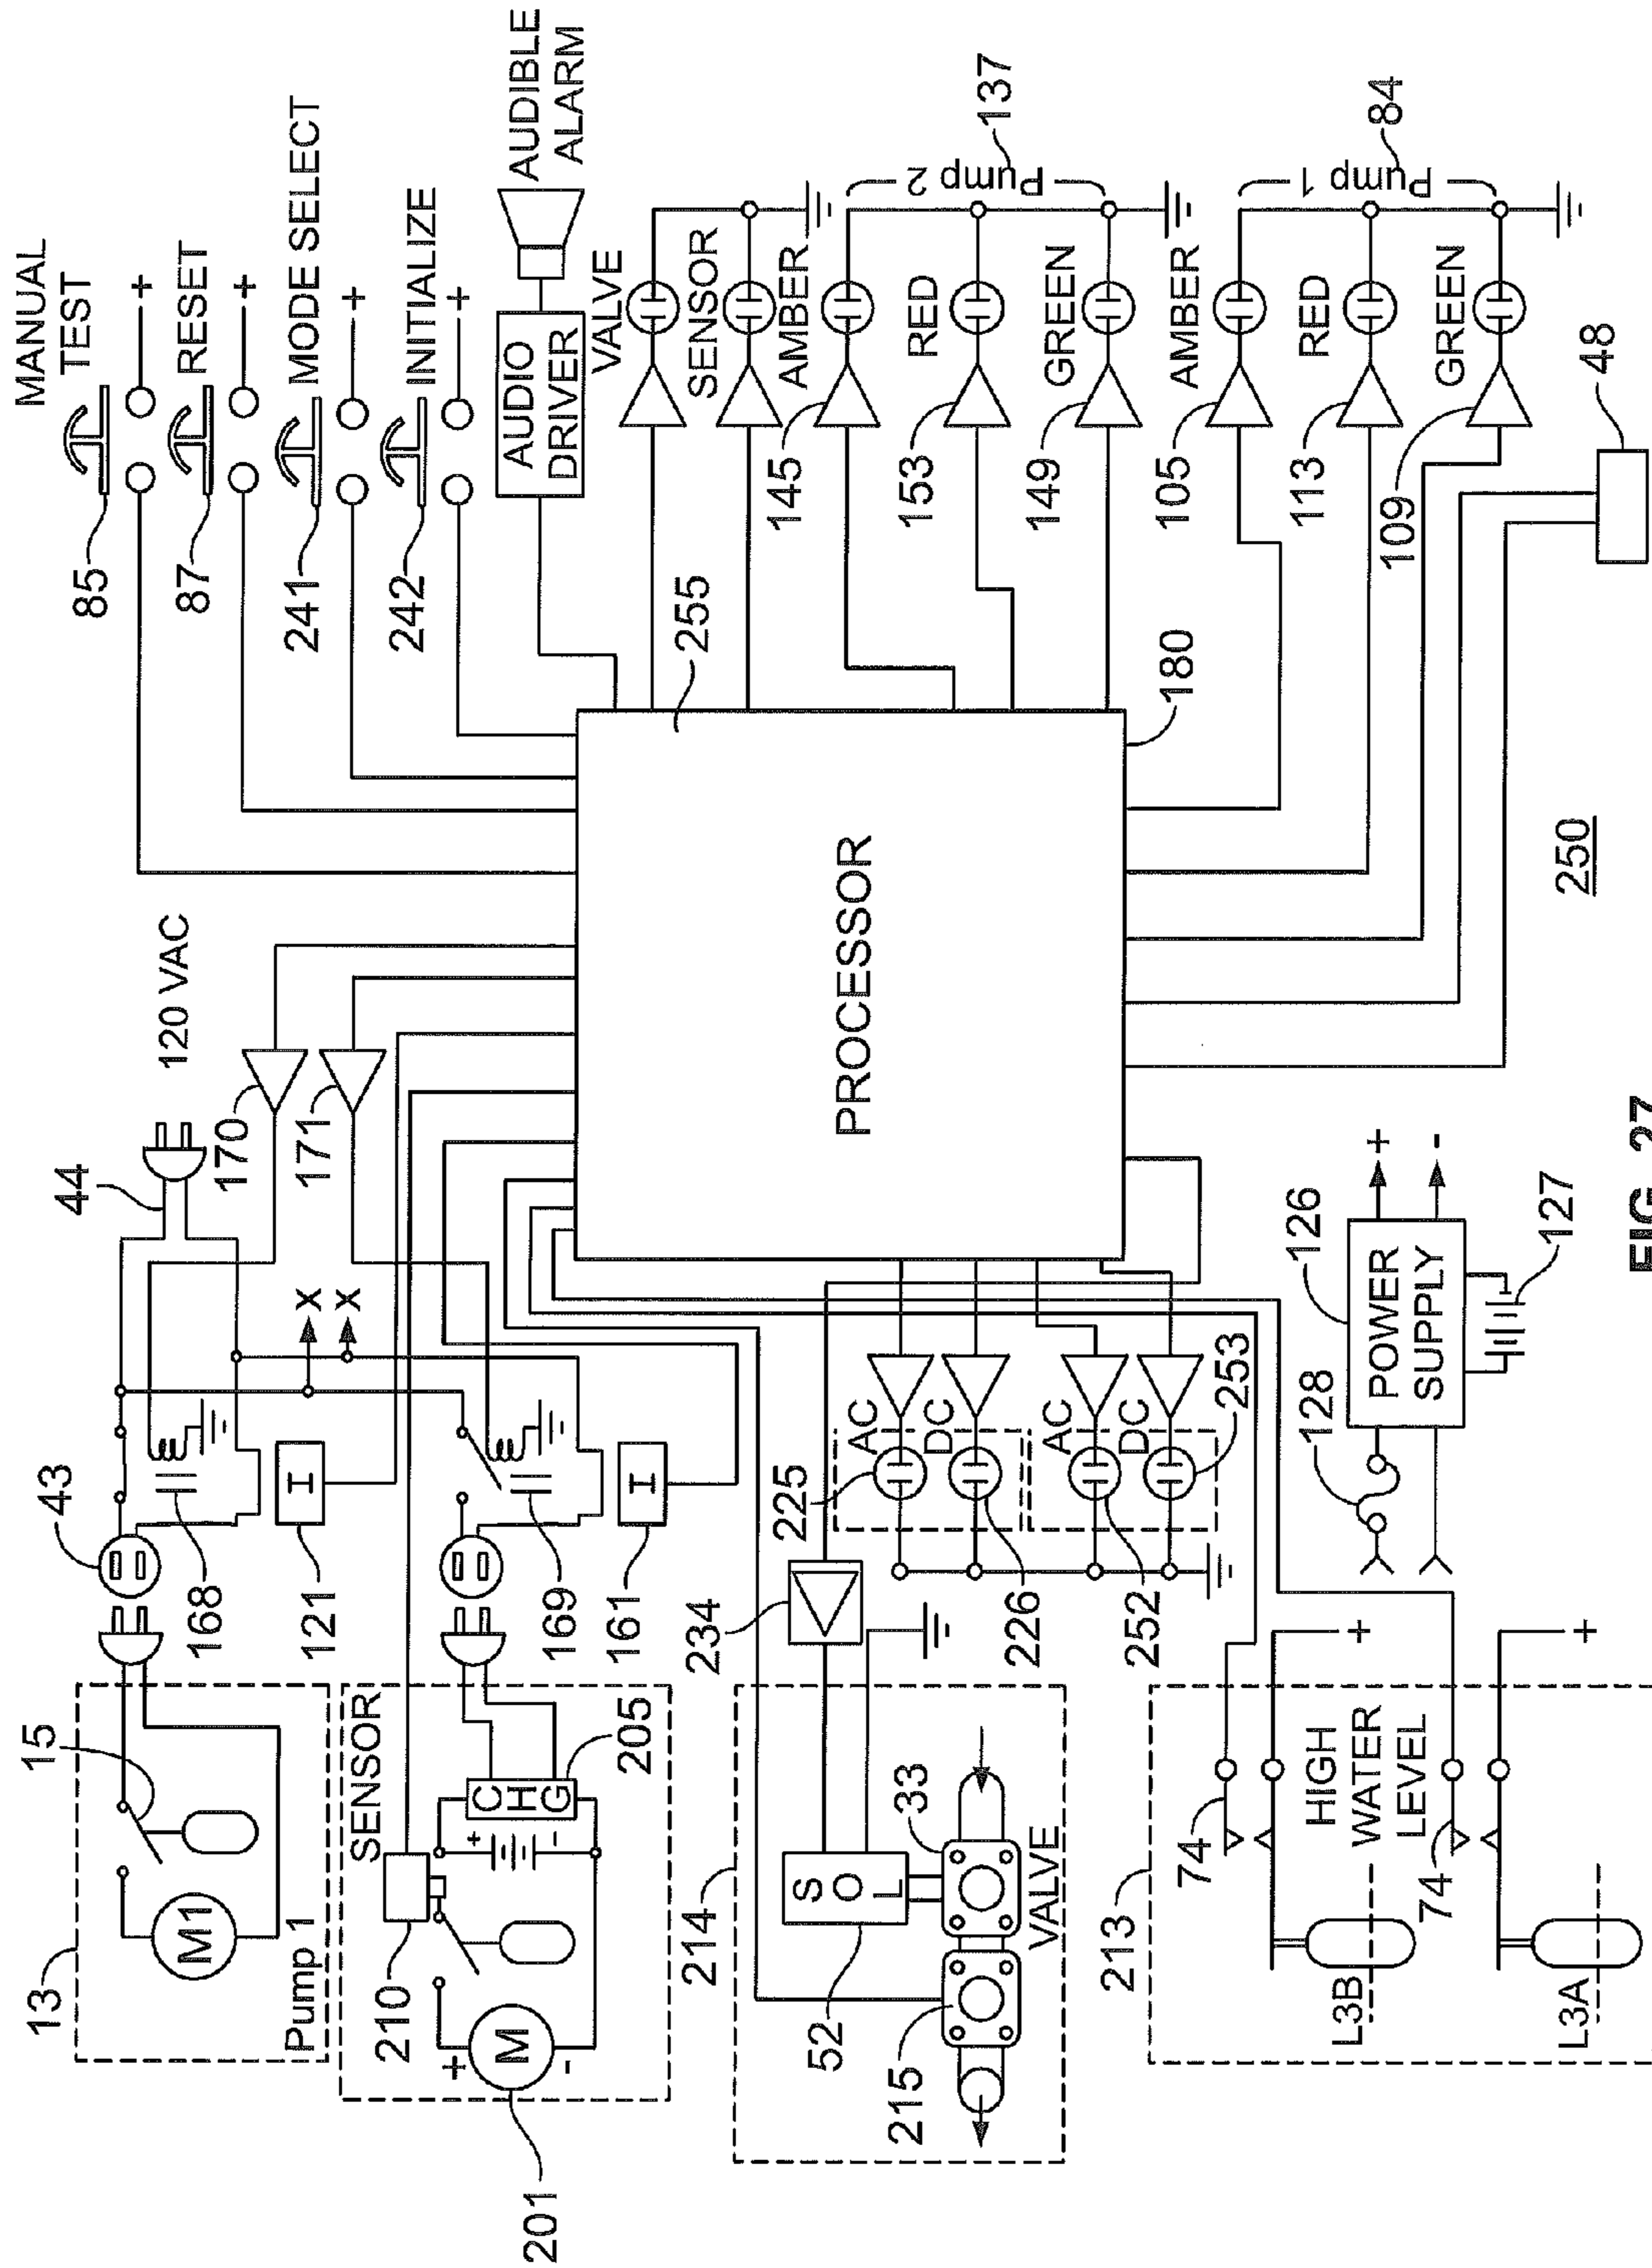 MANUAL
TEST
85
RESET
87
MODE SELECT
241
INITIALIZE
242
AUDIO
DRIVER
AUDIBLE
ALARM
VALVE
SENSOR
AMBER
145
RED
153
GREEN
149
Pump 2
137
AMBER
105
RED
113
GREEN
109
Pump 1
84
48
255
180
PROCESSOR
250
120 VAC
44
170
171
X
X
43
168
I
121
169
I
161
15
13
M1
Pump 1
SENSOR
210
CHG
205
+
-
M
+
-
201
214
SOL
52
33
215
VALVE
234
AC
225
DC
226
AC
252
DC
253
213
74
HIGH
WATER
LEVEL
74
L3B
L3A
+
+
128
126
POWER
SUPPLY
127
+
-
+
+
+
+
FIG. 27